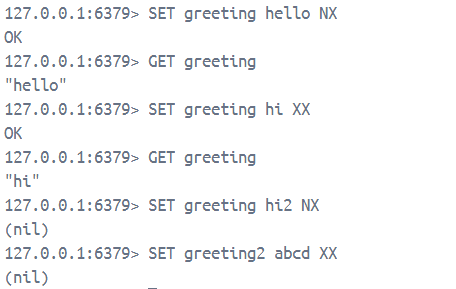 127.0.0.1:6379> SET greeting hello NX
OK
127.0.0.1:6379> GET greeting
"hello"
127.0.0.1:6379> SET greeting hi XX
OK
127.0.0.1:6379> GET greeting
"hi"
127.0.0.1:6379> SET greeting hi2 NX
(nil)
127.0.0.1:6379> SET greeting2 abcd XX
(nil)